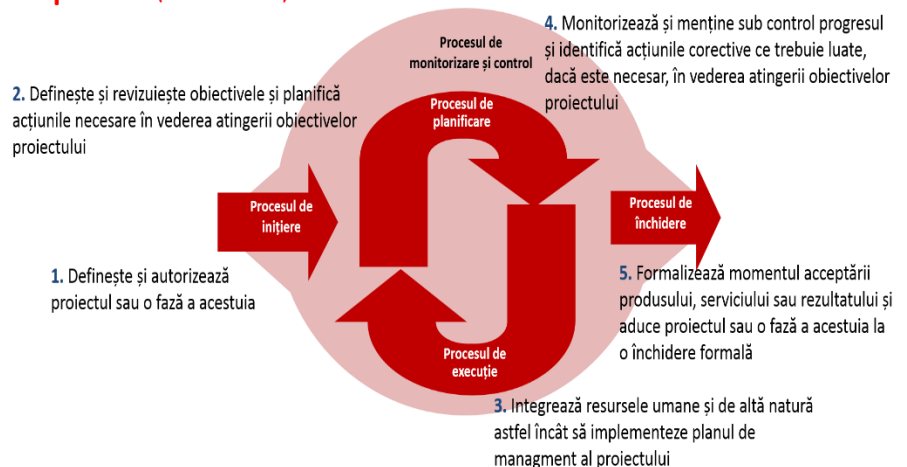 Procesul de
monitorizare și control
4. Monitorizează și menține sub control progresul
și identifică acțiunile corective ce trebuie luate,
dacă este necesar, în vederea atingerii obiectivelor
proiectului
2. Definește și revizuiește obiectivele și planifică
acțiunile necesare în vederea atingerii obiectivelor
proiectului
Procesul de
planificare
Procesul de
inițiere
Procesul de
închidere
1. Definește și autorizează
proiectul sau o fază a acestuia
5. Formalizează momentul acceptării
produsului, serviciului sau rezultatului și
aduce proiectul sau o fază a acestuia la
o închidere formală
Procesul de
execuție
3. Integrează resursele umane și de altă natură
astfel încât să implementeze planul de
managment al proiectului